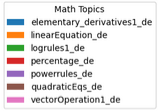 Math Topics
elementary_derivatives1_de
linearEquation_de
logrules1_de
percentage_de
powerrules_de
quadraticEqs_de
vectorOperation1_de